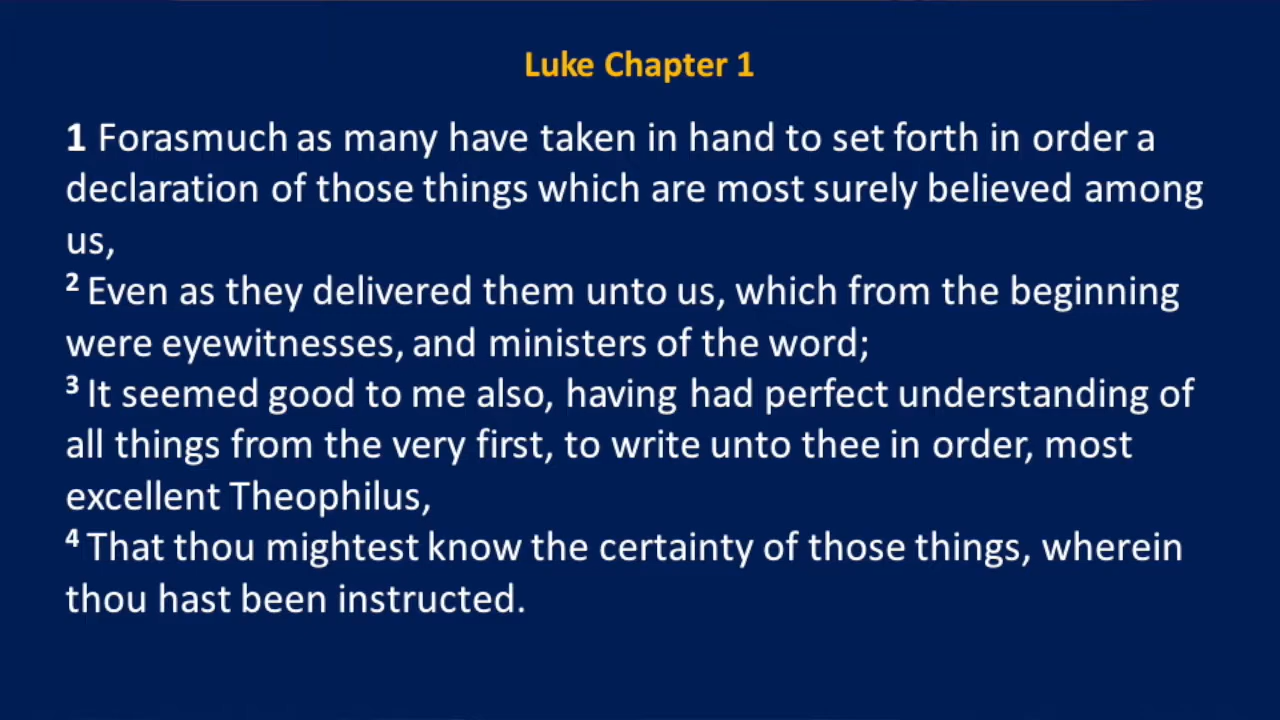 Luke Chapter 1
1 Forasmuch as many have taken in hand to set forth in order a
declaration of those things which are most surely believed among
us,
2 Even as they delivered them unto us, which from the beginning
were eyewitnesses, and ministers of the word;
3 It seemed good to me also, having had perfect understanding of
all things from the very first, to write unto thee in order, most
excellent Theophilus,
4 That thou mightest know the certainty of those things, wherein
thou hast been instructed.